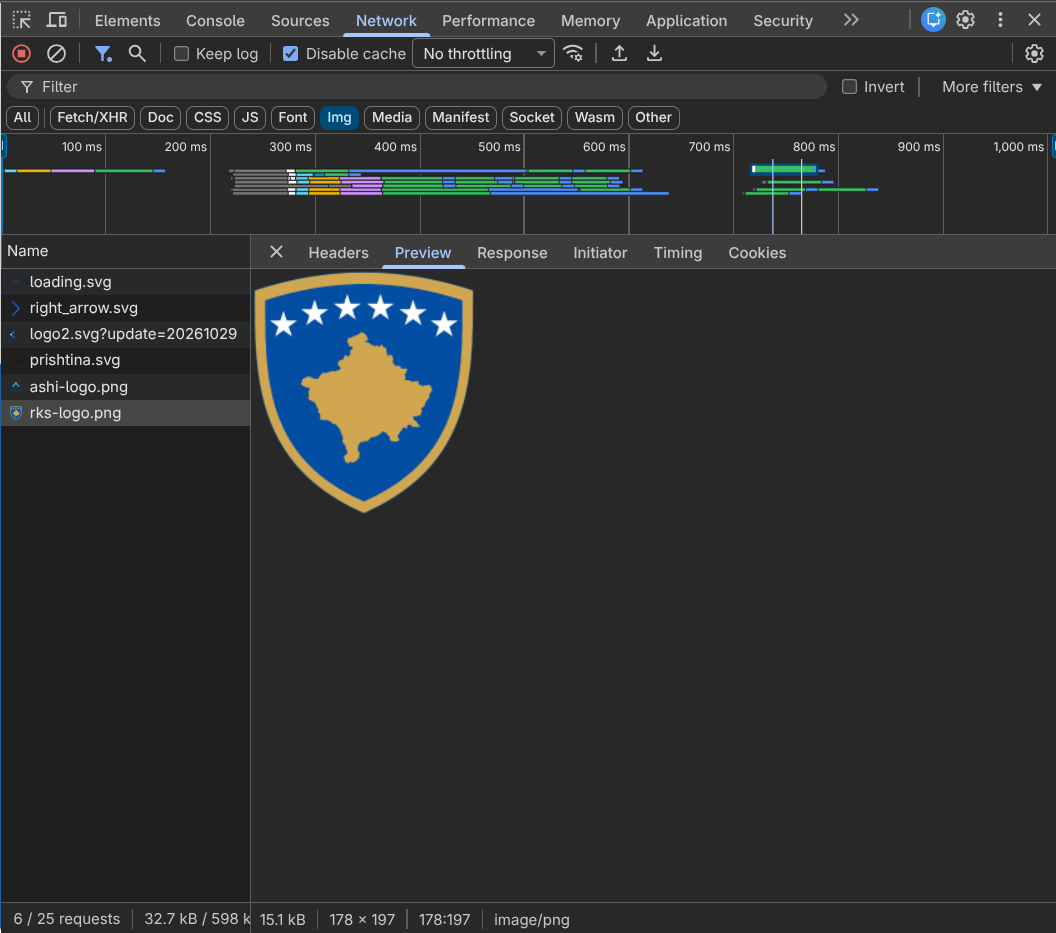 Elements Console Sources Network Performance Memory Application Security
Keep log Disable cache No throttling
Filter Invert More filters
All Fetch/XHR Doc CSS JS Font Img Media Manifest Socket Wasm Other
100 ms 200 ms 300 ms 400 ms 500 ms 600 ms 700 ms 800 ms 900 ms 1,000 ms
Name Headers Preview Response Initiator Timing Cookies
loading.svg
right_arrow.svg
logo2.svg?update=20261029
prishtina.svg
ashi-logo.png
rks-logo.png
6 / 25 requests 32.7 kB / 598 k 15.1 kB 178 × 197 178:197 image/png